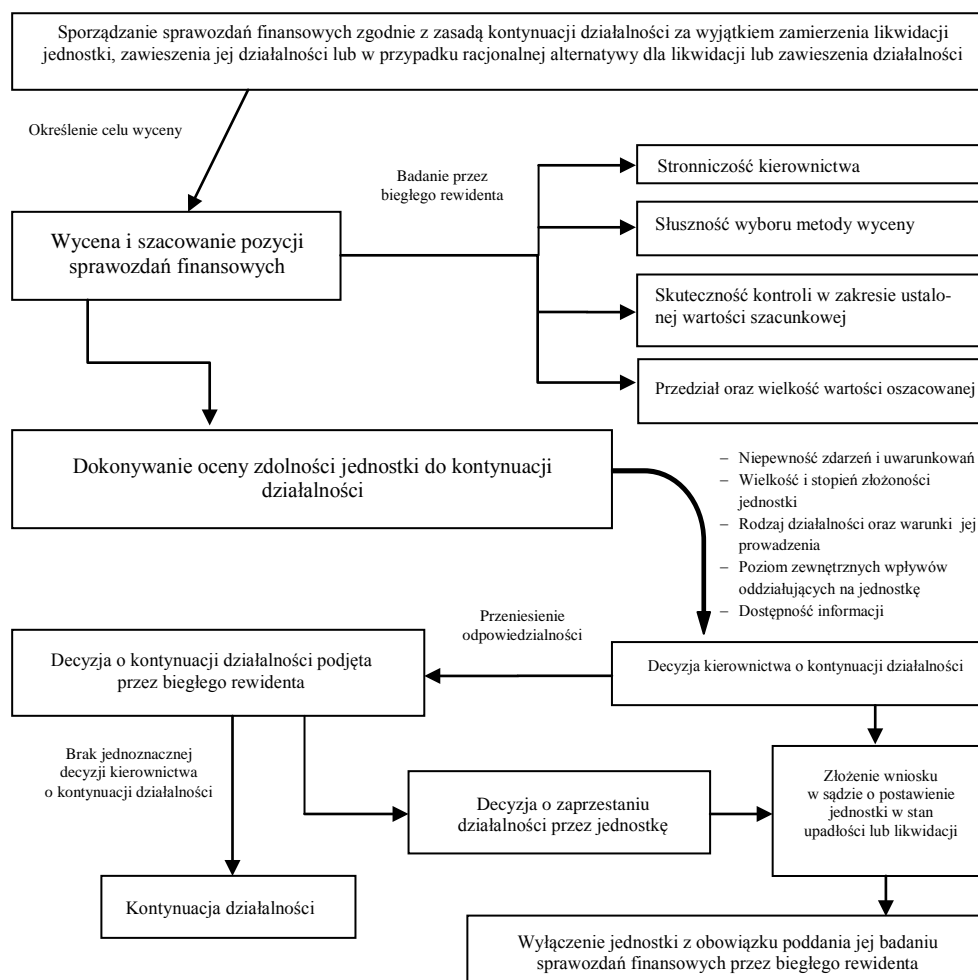 Sporządzanie sprawozdań finansowych zgodnie z zasadą kontynuacji działalności za wyjątkiem zamierzenia likwidacji
jednostki, zawieszenia jej działalności lub w przypadku racjonalnej alternatywy dla likwidacji lub zawieszenia działalności
Określenie celu wyceny
Badanie przez
biegłego rewidenta
Stronniczość kierownictwa
Słuszność wyboru metody wyceny
Wycena i szacowanie pozycji
sprawozdań finansowych
Skuteczność kontroli w zakresie ustalo-
nej wartości szacunkowej
Przedział oraz wielkość wartości oszacowanej
Dokonywanie oceny zdolności jednostki do kontynuacji
działalności
– Niepewność zdarzeń i uwarunkowań
– Wielkość i stopień złożoności
jednostki
– Rodzaj działalności oraz warunki jej
prowadzenia
– Poziom zewnętrznych wpływów
oddziałujących na jednostkę
– Dostępność informacji
Przeniesienie
odpowiedzialności
Decyzja o kontynuacji działalności podjęta
przez biegłego rewidenta
Decyzja kierownictwa o kontynuacji działalności
Brak jednoznacznej
decyzji kierownictwa
o kontynuacji działalności
Decyzja o zaprzestaniu
działalności przez jednostkę
Złożenie wniosku
w sądzie o postawienie
jednostki w stan
upadłości lub likwidacji
Kontynuacja działalności
Wyłączenie jednostki z obowiązku poddania jej badaniu
sprawozdań finansowych przez biegłego rewidenta